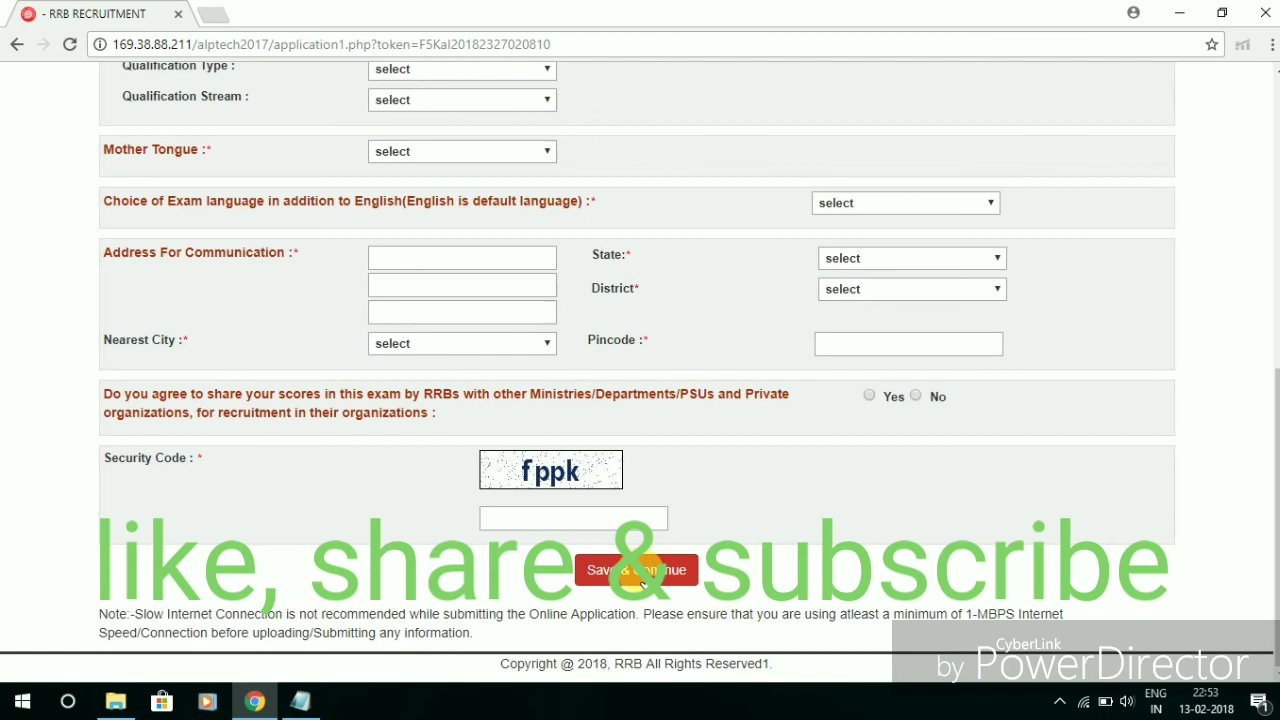 - RRB RECRUITMENT
169.38.88.211/alptech2017/application1.php?token=F5Kal20182327020810
Qualification Type :
select
Qualification Stream :
select
Mother Tongue :*
select
Choice of Exam language in addition to English(English is default language) :*
select
Address For Communication :*
State:*
select
District*
select
Nearest City :*
select
Pincode :*
Do you agree to share your scores in this exam by RRBs with other Ministries/Departments/PSUs and Private
organizations, for recruitment in their organizations :
Yes
No
Security Code : *
fppk
like, share & subscribe
Save & Continue
Note:-Slow Internet Connection is not recommended while submitting the Online Application. Please ensure that you are using atleast a minimum of 1-MBPS Internet
Speed/Connection before uploading/Submitting any information.
Copyright @ 2018, RRB All Rights Reserved1.
CyberLink
by PowerDirector
ENG
IN
22:53
13-02-2018
1